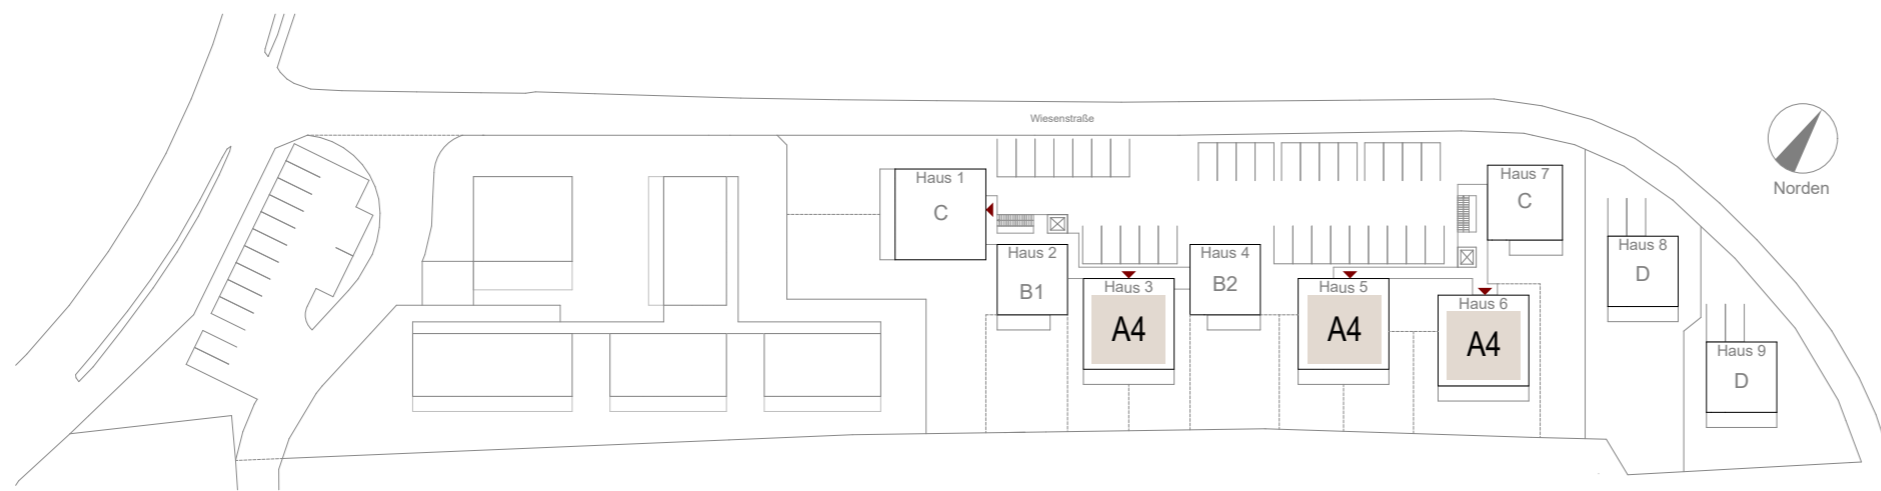 Wiesenstraße
Norden
Haus 1
C
Haus 2
B1
Haus 3
A4
Haus 4
B2
Haus 5
A4
Haus 6
A4
Haus 7
C
Haus 8
D
Haus 9
D